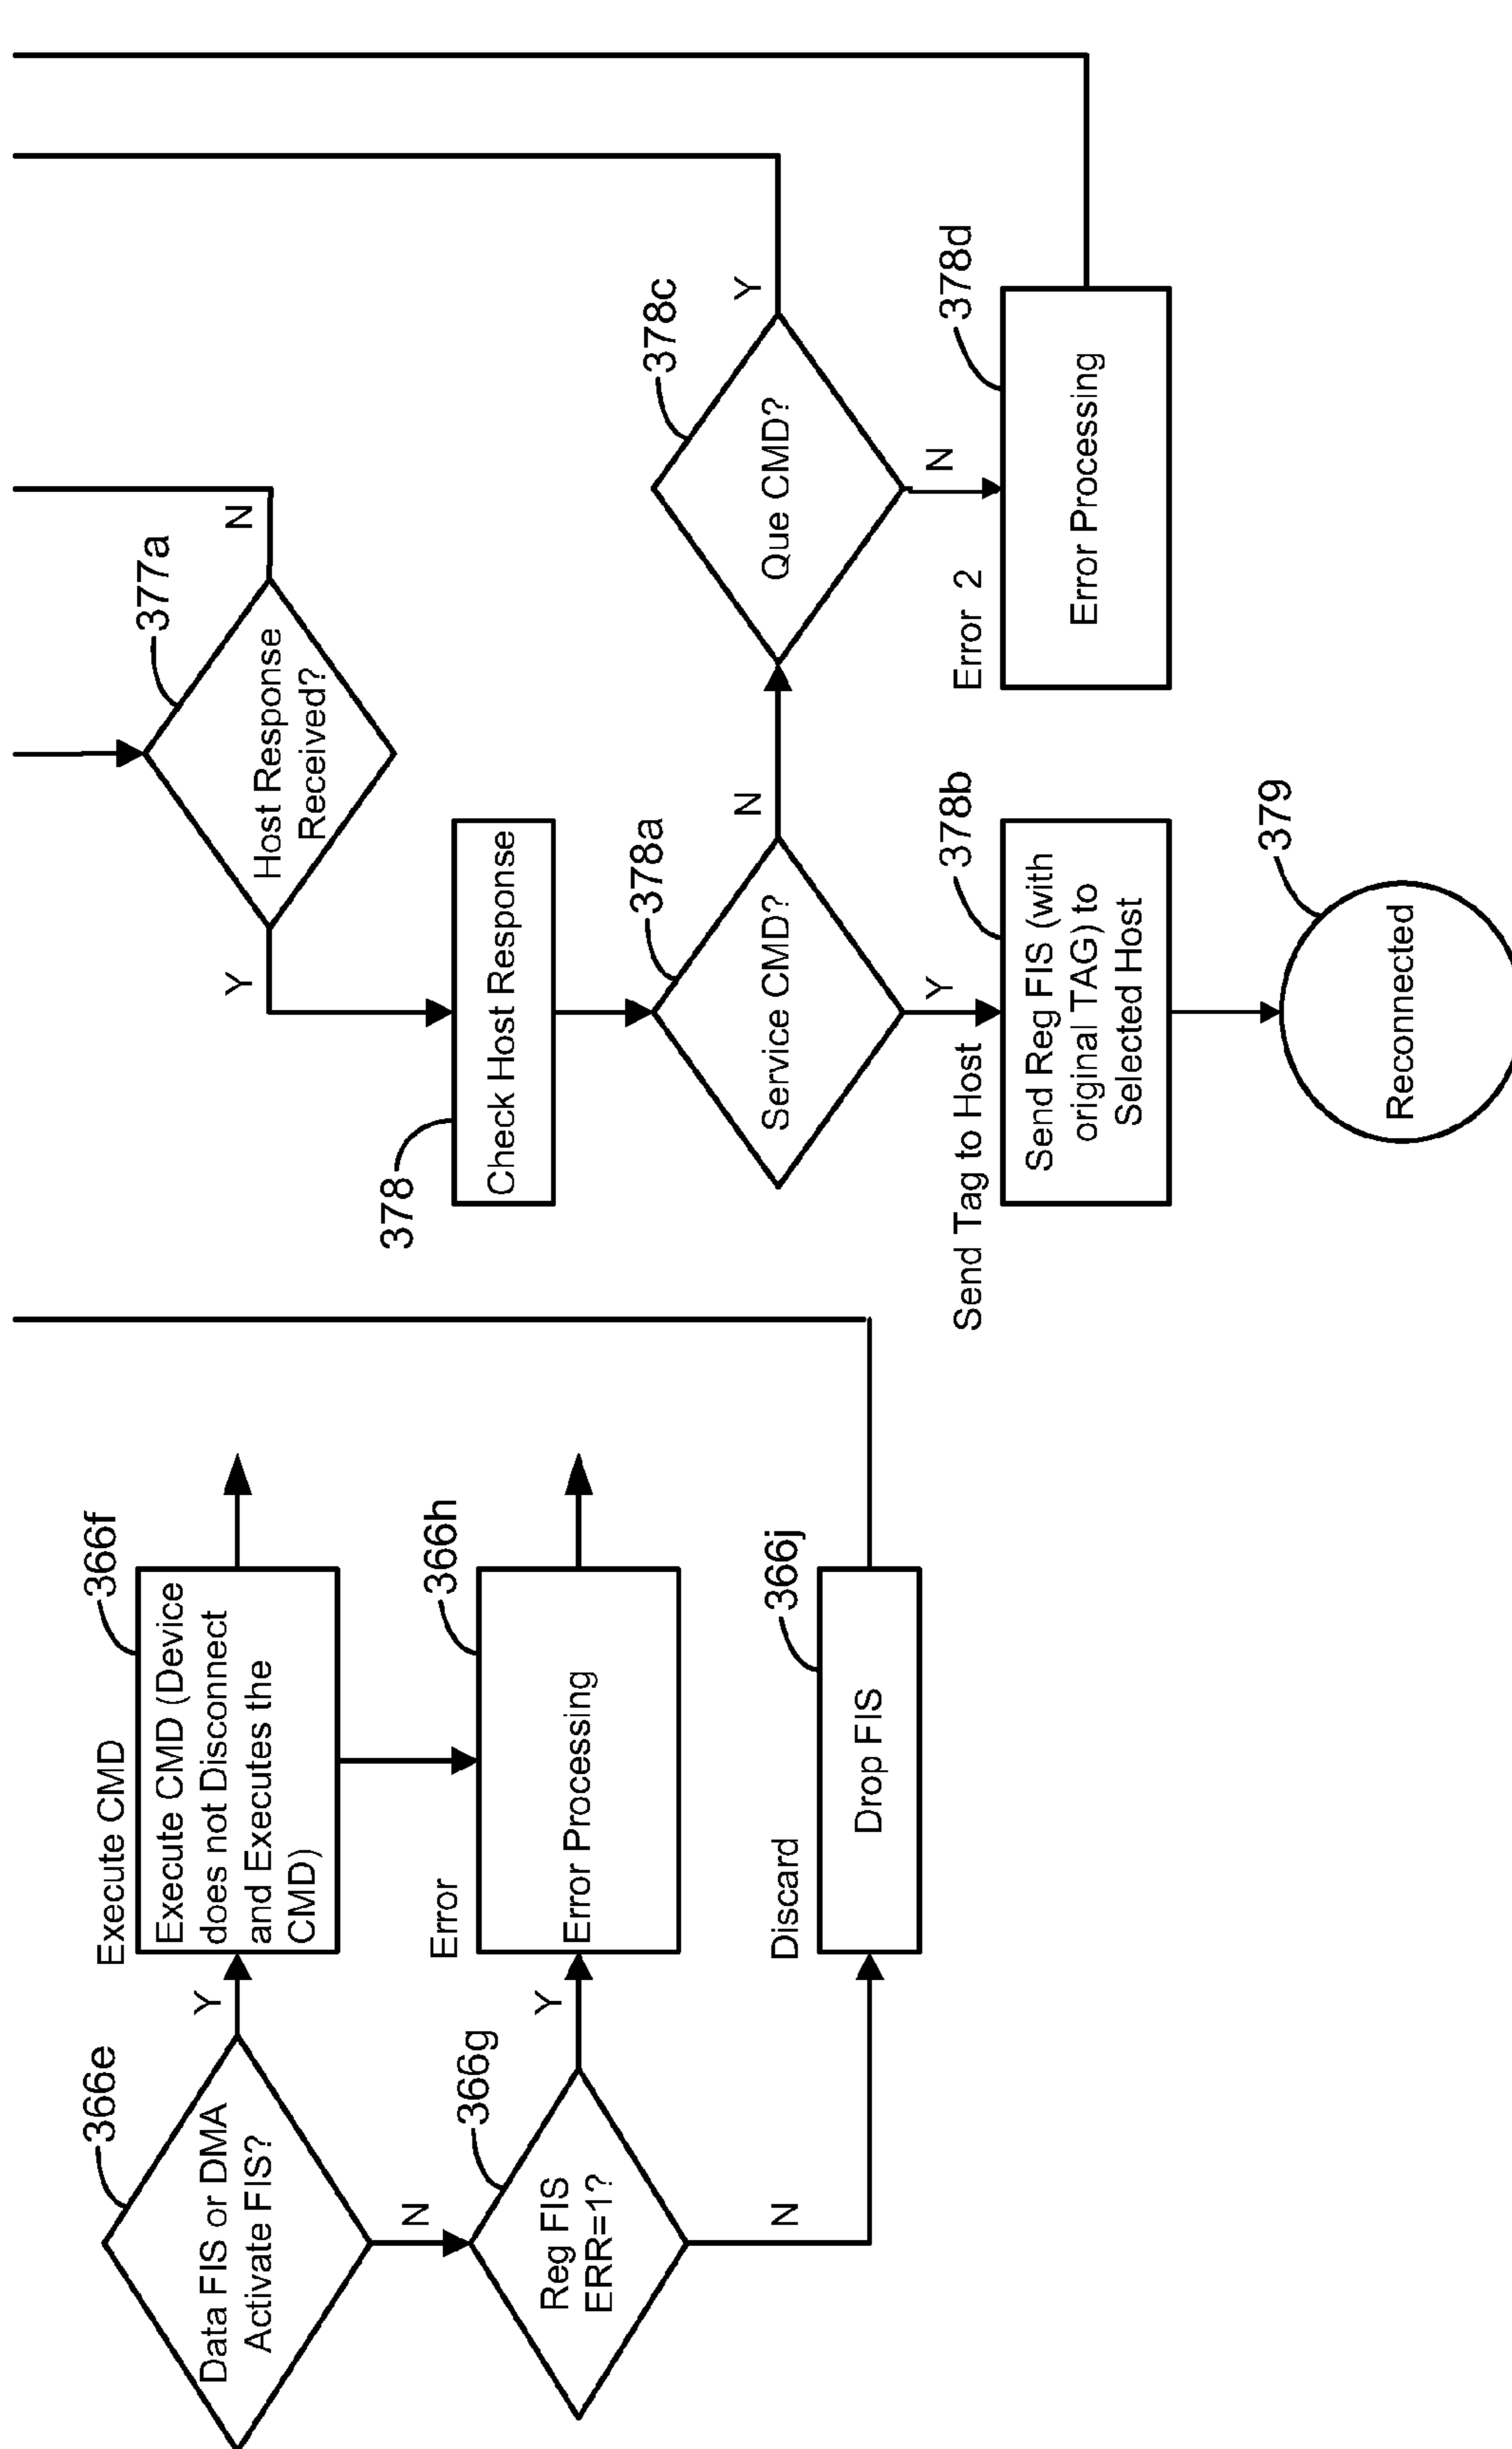 366e
Data FIS or DMA
Activate FIS?
Y
N
Execute CMD
366f
Execute CMD (Device
does not Disconnect
and Executes the
CMD)
366g
Reg FIS
ERR=1?
Y
N
Error
366h
Error Processing
Discard
366j
Drop FIS
377a
Host Response
Received?
Y
N
378
Check Host Response
378a
Service CMD?
N
Y
378c
Que CMD?
Y
N
Send Tag to Host
378b
Send Reg FIS (with
original TAG) to
Selected Host
Error 2
378d
Error Processing
379
Reconnected